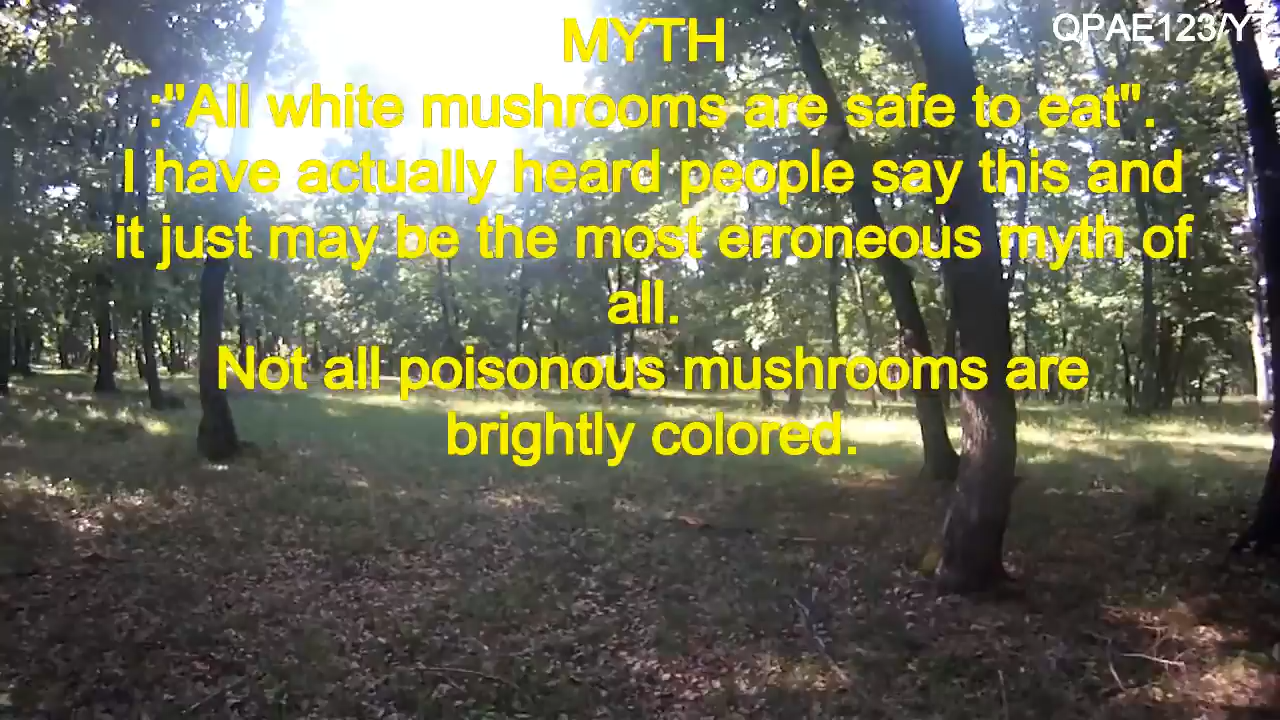 MYTH
QPAE123/YT
:"All white mushrooms are safe to eat".
I have actually heard people say this and
it just may be the most erroneous myth of
all.
Not all poisonous mushrooms are
brightly colored.